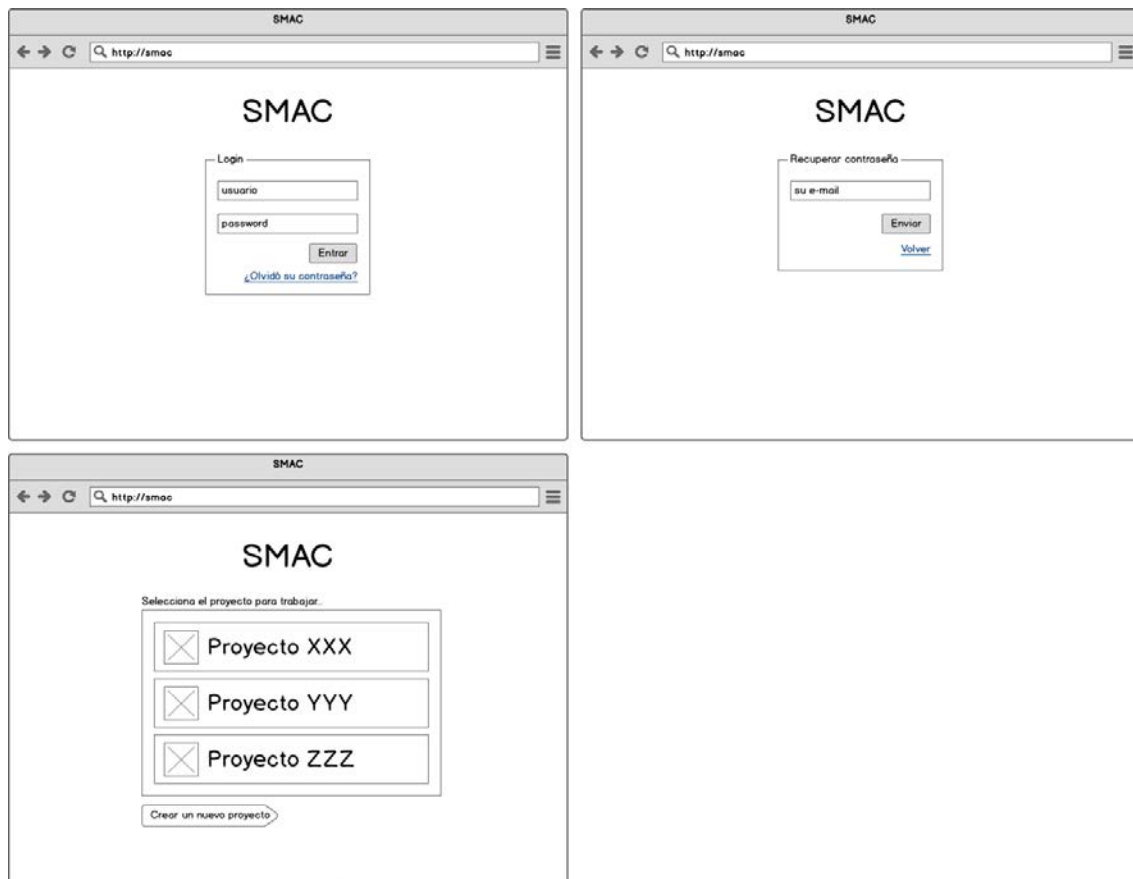 SMAC
http://smac
SMAC
Login
usuario
password
Entrar
¿Olvidó su contraseña?
SMAC
http://smac
SMAC
Recuperar contraseña
su e-mail
Enviar
Volver
SMAC
http://smac
SMAC
Selecciona el proyecto para trabajar..
Proyecto XXX
Proyecto YYY
Proyecto ZZZ
Crear un nuevo proyecto